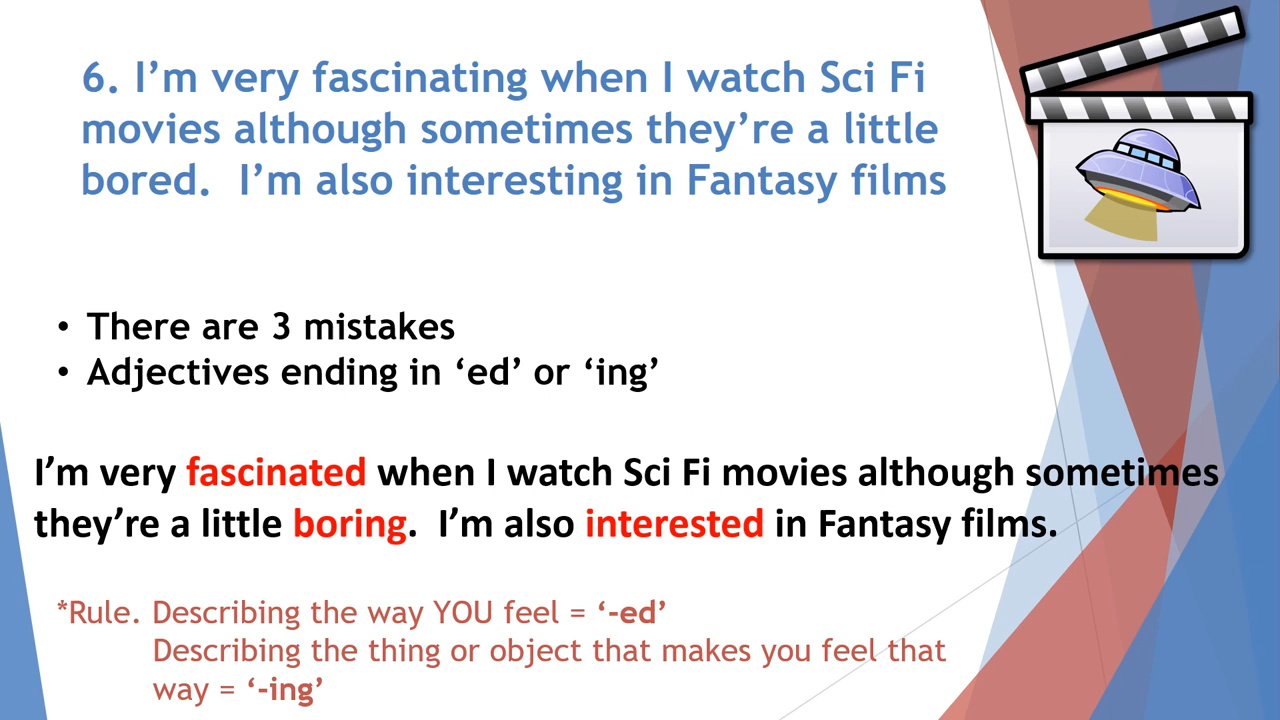 6. I’m very fascinating when I watch Sci Fi
movies although sometimes they’re a little
bored.  I’m also interesting in Fantasy films
• There are 3 mistakes
• Adjectives ending in ‘ed’ or ‘ing’
I’m very fascinated when I watch Sci Fi movies although sometimes
they’re a little boring.  I’m also interested in Fantasy films.
*Rule. Describing the way YOU feel = ‘-ed’
Describing the thing or object that makes you feel that
way = ‘-ing’